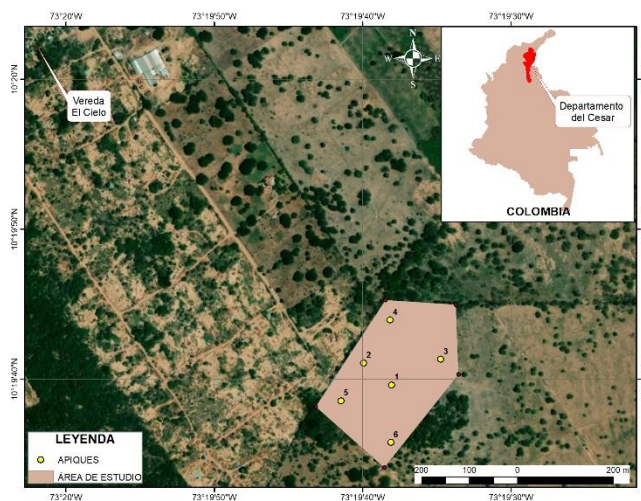 73°20'W 73°19'50"W 73°19'40"W 73°19'30"W
10°20'N
10°19'50"N
10°19'40"N
Vereda
El Cielo
N
W E
S
Departamento
del Cesar
COLOMBIA
4
2
3
1
5
6
LEYENDA
APIQUES
ÁREA DE ESTUDIO
200 100 0 200 m
73°20'W 73°19'50"W 73°19'40"W 73°19'30"W